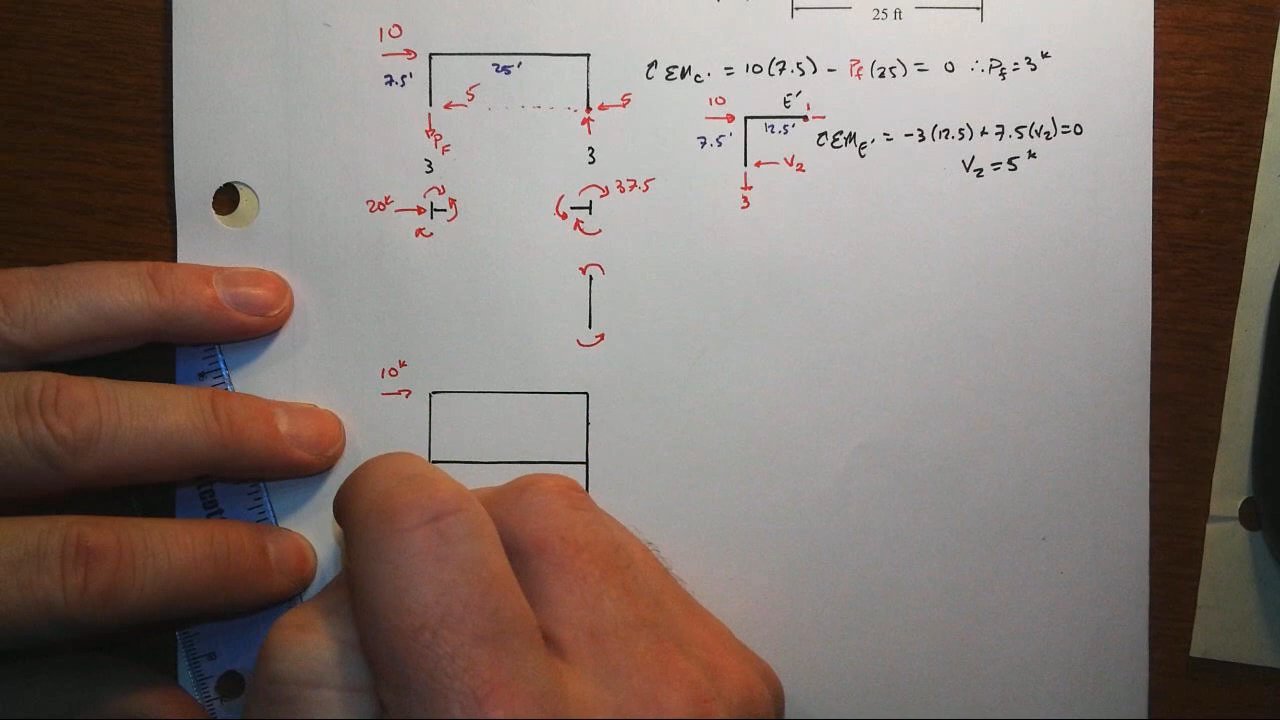 25 ft
10
7.5'
25'
5
5
P_F
3
3
↻ΣM_C' = 10(7.5) - P_f(25) = 0 ∴ P_f = 3^k
10
E'
7.5'
12.5'
V_2
3
↻ΣM_E' = -3(12.5) + 7.5(V_2)=0
V_2 = 5^k
20^k
37.5
10^k